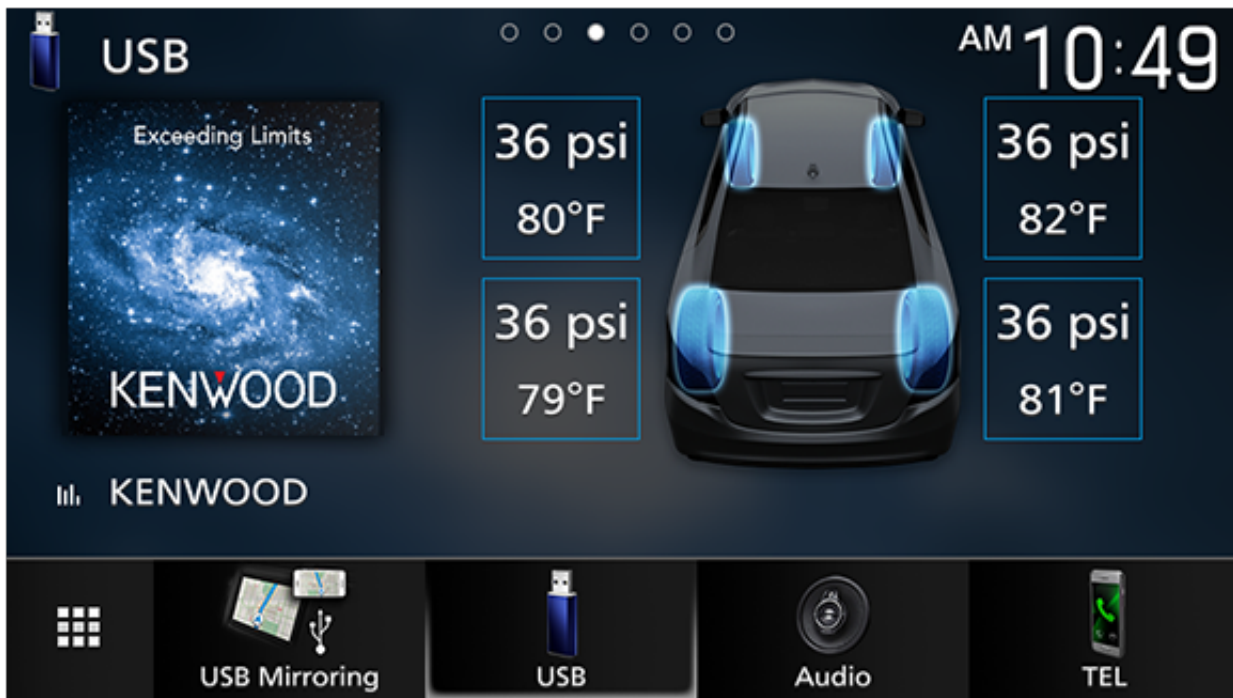 USB
AM 10:49
Exceeding Limits
KENWOOD
KENWOOD
36 psi
80°F
36 psi
82°F
36 psi
79°F
36 psi
81°F
USB Mirroring
USB
Audio
TEL